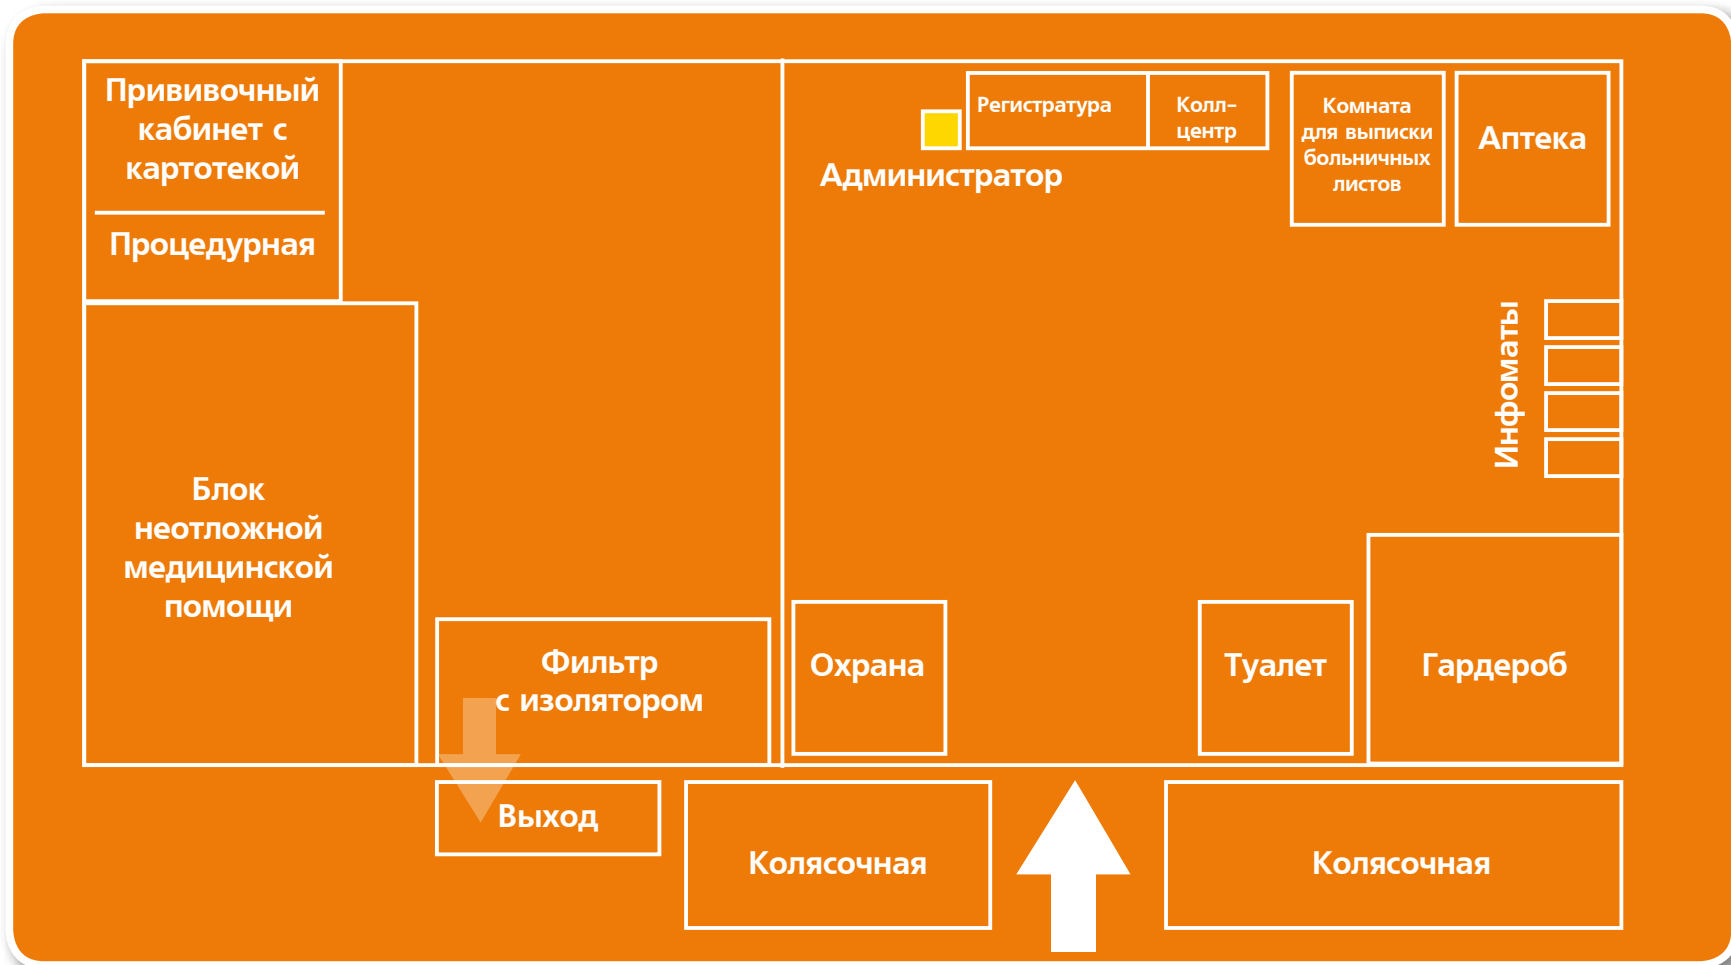 Прививочный
кабинет с
картотекой
Процедурная
Регистратура
Колл-
центр
Администратор
Комната
для выписки
больничных
листов
Аптека
Инфоматы
Блок
неотложной
медицинской
помощи
Фильтр
с изолятором
Охрана
Туалет
Гардероб
Выход
Колясочная
Колясочная